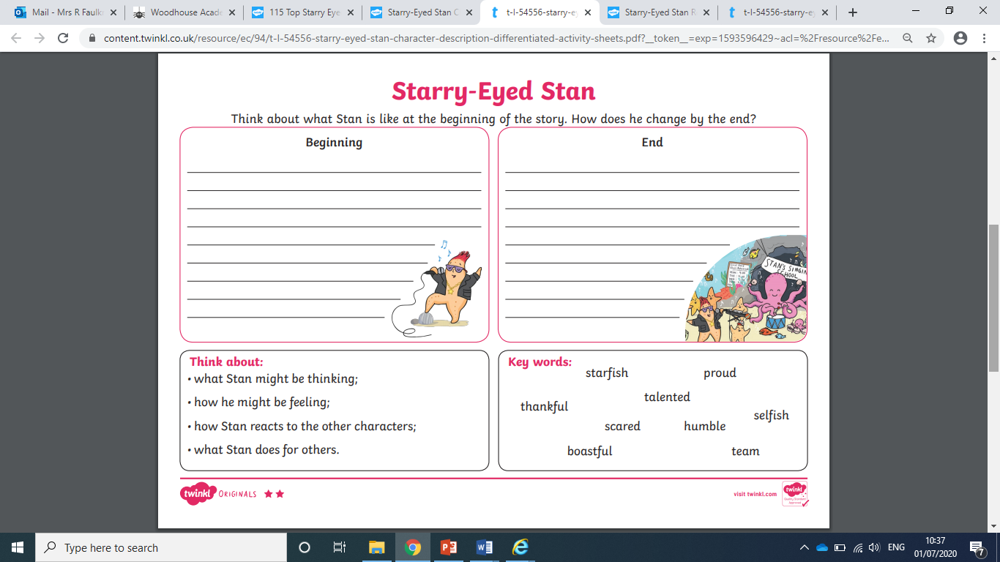 Mail - Mrs R Faulk
Woodhouse Acad
115 Top Starry Eye
Starry-Eyed Stan C
t-l-54556-starry-ey
Starry-Eyed Stan R
t-l-54556-starry-ey
content.twinkl.co.uk/resource/ec/94/t-l-54556-starry-eyed-stan-character-description-differentiated-activity-sheets.pdf?__token__=exp=1593596429~acl=%2Fresource%2Fe...
Starry-Eyed Stan
Think about what Stan is like at the beginning of the story. How does he change by the end?
Beginning
End
STAN'S SINGIN
SCHOOL
Think about:
• what Stan might be thinking;
• how he might be feeling;
• how Stan reacts to the other characters;
• what Stan does for others.
Key words:
starfish proud
talented
thankful
selfish
scared humble
boastful team
twinkl ORIGINALS
visit twinkl.com
twinkl
Quality Standard
Approved
Type here to search
ENG
10:37
01/07/2020
7